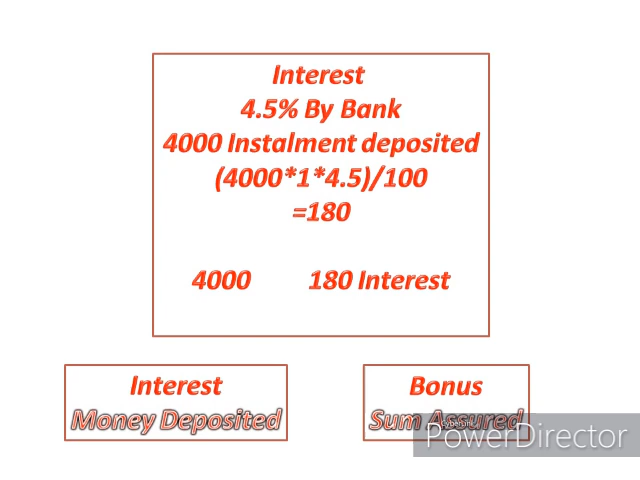 Interest
4.5% By Bank
4000 Instalment deposited
(4000*1*4.5)/100
=180
4000 180 Interest
Interest
Money Deposited
Bonus
Sum Assured
CyberLink
PowerDirector